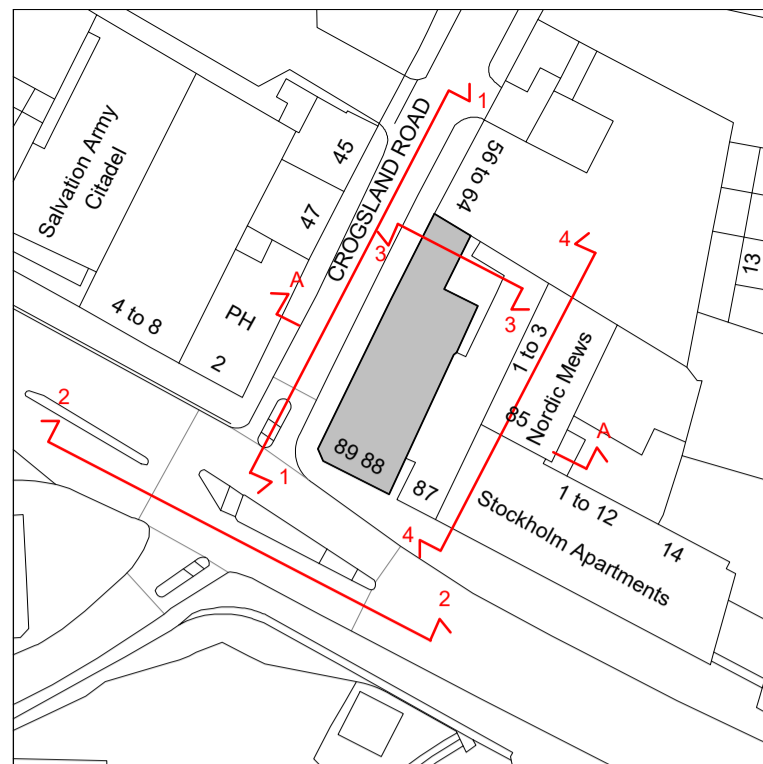 Salvation Army
Citadel
45
47
CROGSLAND ROAD
1
56 to 64
4
13
3
A
PH
2
4 to 8
3
1 to 3
85
Nordic Mews
A
2
89 88
87
1
1 to 12
14
Stockholm Apartments
4
2